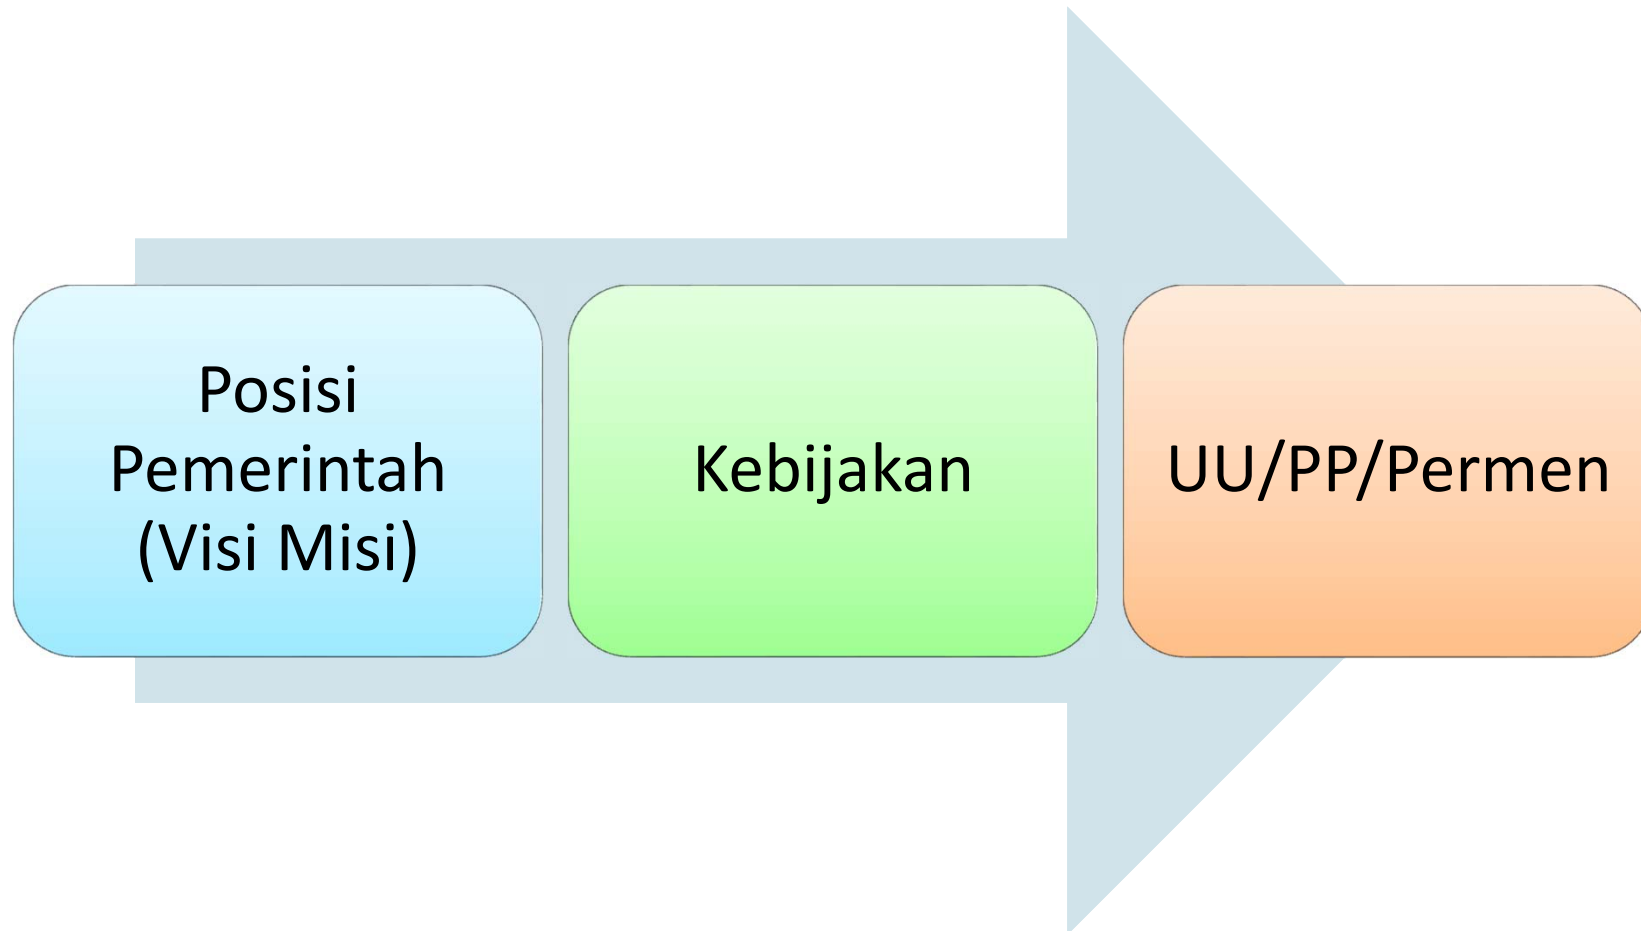 Posisi
Pemerintah
(Visi Misi)
Kebijakan
UU/PP/Permen